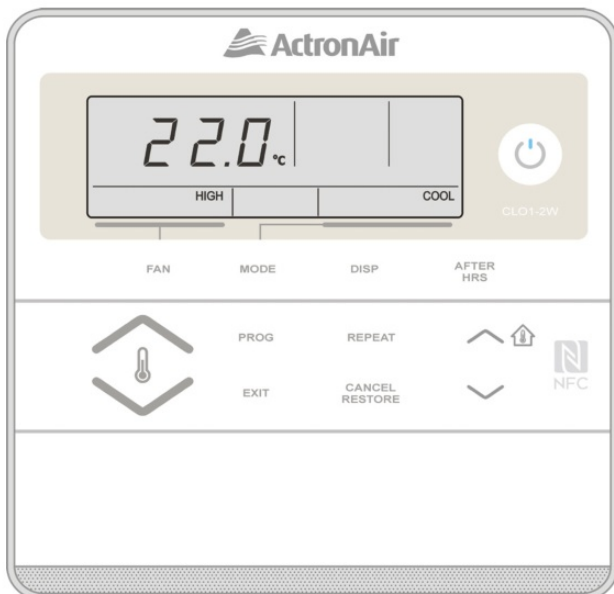 ActronAir
22.0 °C
HIGH COOL
CLO1-2W
FAN MODE DISP AFTER HRS
PROG REPEAT
NFC
EXIT CANCEL RESTORE